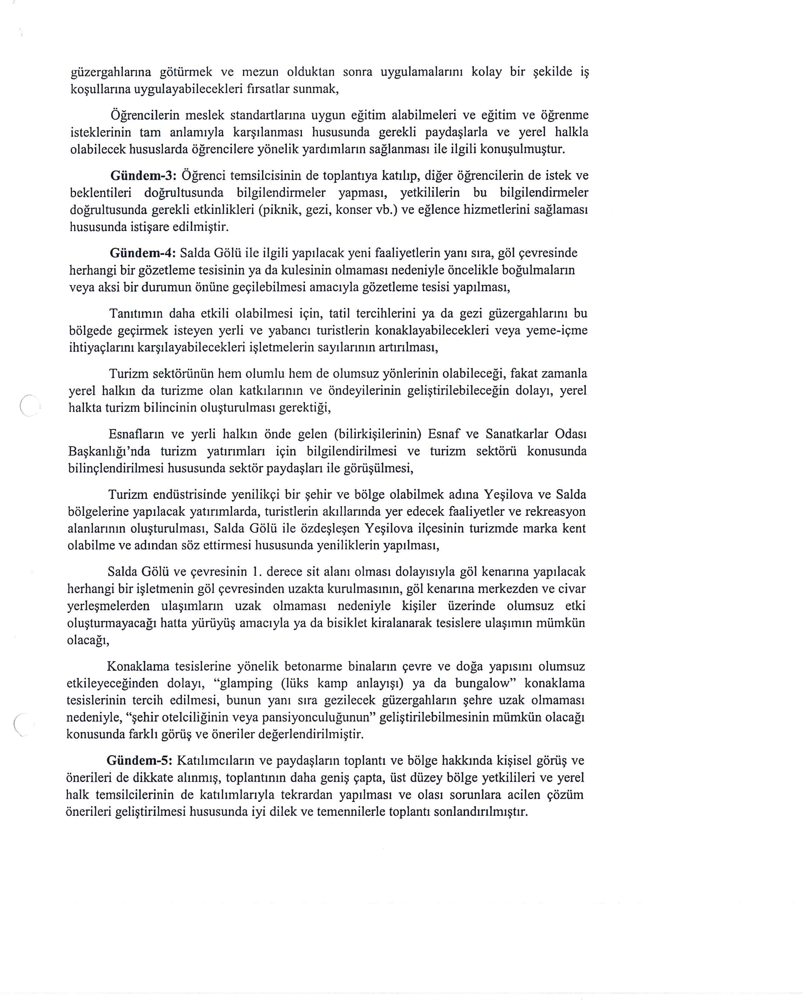 güzergahlarına götürmek ve mezun olduktan sonra uygulamalarını kolay bir şekilde iş
koşullarına uygulayabilecekleri fırsatlar sunmak,
Öğrencilerin meslek standartlarına uygun eğitim alabilmeleri ve eğitim ve öğrenme
isteklerinin tam anlamıyla karşılanması hususunda gerekli paydaşlarla ve yerel halkla
olabilecek hususlarda öğrencilere yönelik yardımların sağlanması ile ilgili konuşulmuştur.
Gündem-3: Öğrenci temsilcisinin de toplantıya katılıp, diğer öğrencilerin de istek ve
beklentileri doğrultusunda bilgilendirmeler yapması, yetkililerin bu bilgilendirmeler
doğrultusunda gerekli etkinlikleri (piknik, gezi, konser vb.) ve eğlence hizmetlerini sağlaması
hususunda istişare edilmiştir.
Gündem-4: Salda Gölü ile ilgili yapılacak yeni faaliyetlerin yanı sıra, göl çevresinde
herhangi bir gözetleme tesisinin ya da kulesinin olmaması nedeniyle öncelikle boğulmaların
veya aksi bir durumun önüne geçilebilmesi amacıyla gözetleme tesisi yapılması,
Tanıtımın daha etkili olabilmesi için, tatil tercihlerini ya da gezi güzergahlarını bu
bölgede geçirmek isteyen yerli ve yabancı turistlerin konaklayabilecekleri veya yeme-içme
ihtiyaçlarını karşılayabilecekleri işletmelerin sayılarının artırılması,
Turizm sektörünün hem olumlu hem de olumsuz yönlerinin olabileceği, fakat zamanla
yerel halkın da turizme olan katkılarının ve öndeyilerinin geliştirilebileceğin dolayı, yerel
halkta turizm bilincinin oluşturulması gerektiği,
Esnafların ve yerli halkın önde gelen (bilirkişilerinin) Esnaf ve Sanatkarlar Odası
Başkanlığı’nda turizm yatırımları için bilgilendirilmesi ve turizm sektörü konusunda
bilinçlendirilmesi hususunda sektör paydaşları ile görüşülmesi,
Turizm endüstrisinde yenilikçi bir şehir ve bölge olabilmek adına Yeşilova ve Salda
bölgelerine yapılacak yatırımlarda, turistlerin akıllarında yer edecek faaliyetler ve rekreasyon
alanlarının oluşturulması, Salda Gölü ile özdeşleşen Yeşilova ilçesinin turizmde marka kent
olabilme ve adından söz ettirmesi hususunda yeniliklerin yapılması,
Salda Gölü ve çevresinin 1. derece sit alanı olması dolayısıyla göl kenarına yapılacak
herhangi bir işletmenin göl çevresinden uzakta kurulmasının, göl kenarına merkezden ve civar
yerleşmelerden ulaşımların uzak olmaması nedeniyle kişiler üzerinde olumsuz etki
oluşturmayacağı hatta yürüyüş amacıyla ya da bisiklet kiralanarak tesislere ulaşımın mümkün
olacağı,
Konaklama tesislerine yönelik betonarme binaların çevre ve doğa yapısını olumsuz
etkileyeceğinden dolayı, “glamping (lüks kamp anlayışı) ya da bungalow” konaklama
tesislerinin tercih edilmesi, bunun yanı sıra gezilecek güzergahların şehre uzak olmaması
nedeniyle, “şehir otelciliğinin veya pansiyonculuğunun” geliştirilebilmesinin mümkün olacağı
konusunda farklı görüş ve öneriler değerlendirilmiştir.
Gündem-5: Katılımcıların ve paydaşların toplantı ve bölge hakkında kişisel görüş ve
önerileri de dikkate alınmış, toplantının daha geniş çapta, üst düzey bölge yetkilileri ve yerel
halk temsilcilerinin de katılımlarıyla tekrardan yapılması ve olası sorunlara acilen çözüm
önerileri geliştirilmesi hususunda iyi dilek ve temennilerle toplantı sonlandırılmıştır.